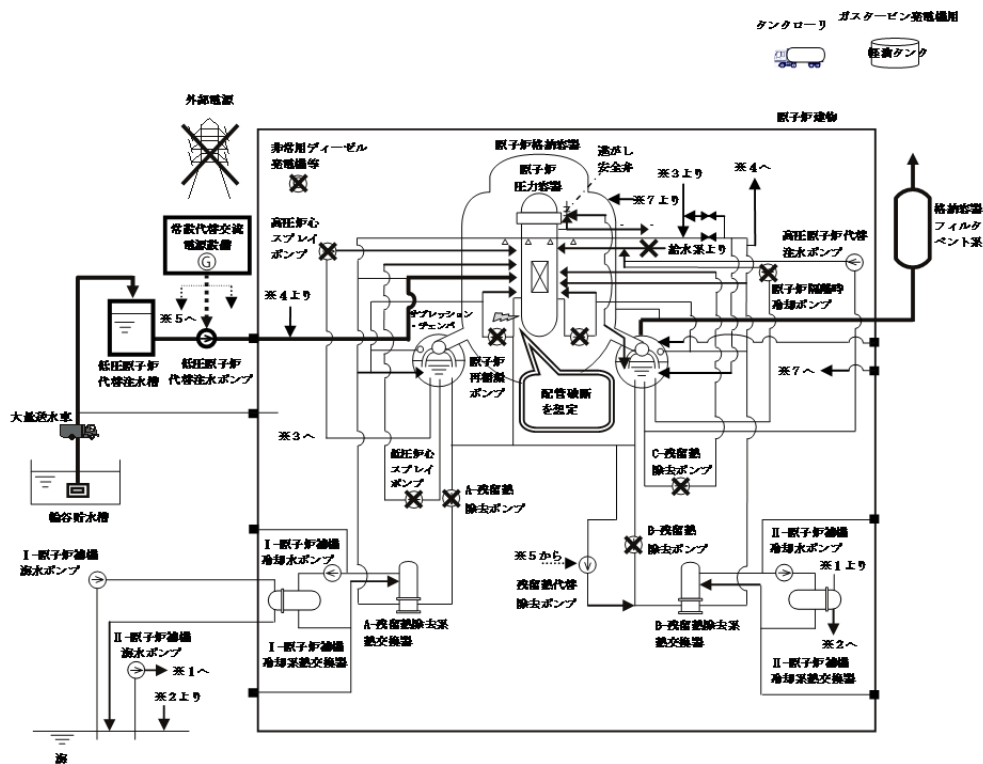 タンクローリ
ガスタービン発電機用
軽油タンク
外部電源
原子炉建物
非常用ディーゼル
発電機等
原子炉格納容器
原子炉
圧力容器
逃がし
安全弁
※3より
※4へ
※7より
常設代替交流
電源設備
G
高圧炉心
スプレイ
ポンプ
給水系より
高圧原子炉代替
注水ポンプ
格納容器
フィルタ
ベント系
原子炉隔離時
冷却ポンプ
※4より
※5へ
サプレッション
・チェンバ
低圧原子炉
代替注水槽
低圧原子炉
代替注水ポンプ
原子炉
再循環
ポンプ
配管破断
を想定
※7へ
大量送水車
※3へ
低圧炉心
スプレイ
ポンプ
A-残留熱
除去ポンプ
C-残留熱
除去ポンプ
輪谷貯水槽
Ⅰ-原子炉補機
海水ポンプ
Ⅰ-原子炉補機
冷却水ポンプ
※5から
残留熱代替
除去ポンプ
B-残留熱
除去ポンプ
Ⅱ-原子炉補機
冷却水ポンプ
※1より
Ⅱ-原子炉補機
海水ポンプ
※1へ
※2より
A-残留熱除去系
熱交換器
Ⅰ-原子炉補機
冷却系熱交換器
B-残留熱除去系
熱交換器
※2へ
Ⅱ-原子炉補機
冷却系熱交換器
海